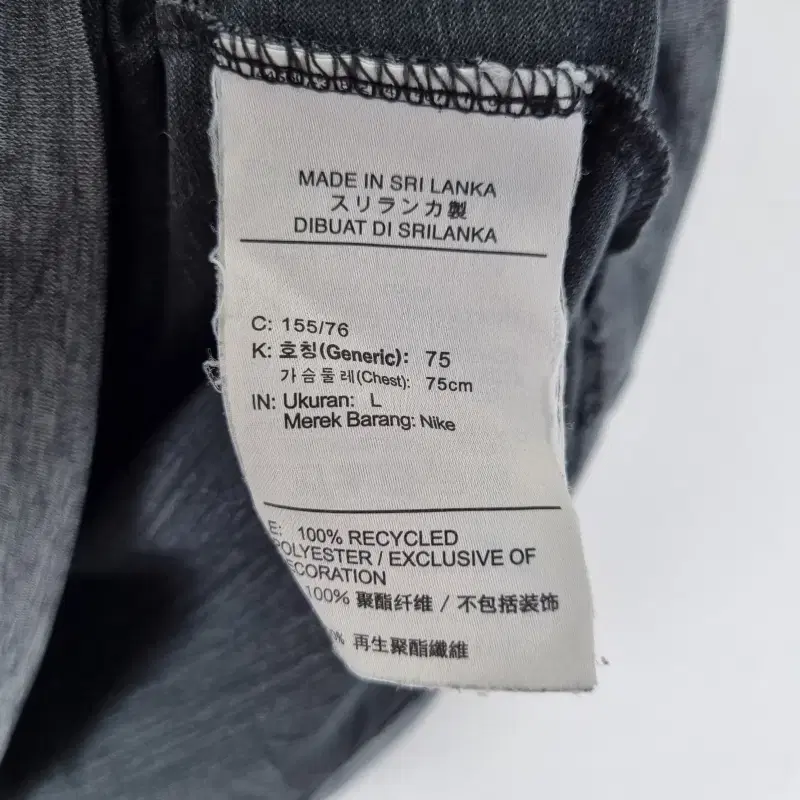 MADE IN SRI LANKA
スリランカ製
DIBUAT DI SRILANKA
C: 155/76
K: 호칭(Generic): 75
가슴둘레(Chest): 75cm
IN: Ukuran: L
Merek Barang: Nike
E: 100% RECYCLED
POLYESTER / EXCLUSIVE OF
ECORATION
100% 聚酯纤维 / 不包括装饰
% 再生聚酯纖維